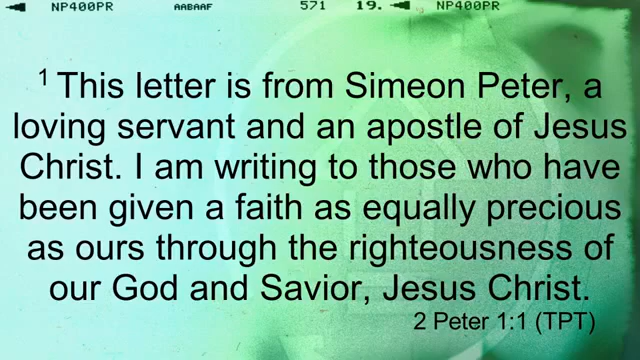 NP400PR AABAAF 571 19. NP400PR
1 This letter is from Simeon Peter, a
loving servant and an apostle of Jesus
Christ. I am writing to those who have
been given a faith as equally precious
as ours through the righteousness of
our God and Savior, Jesus Christ.
2 Peter 1:1 (TPT)